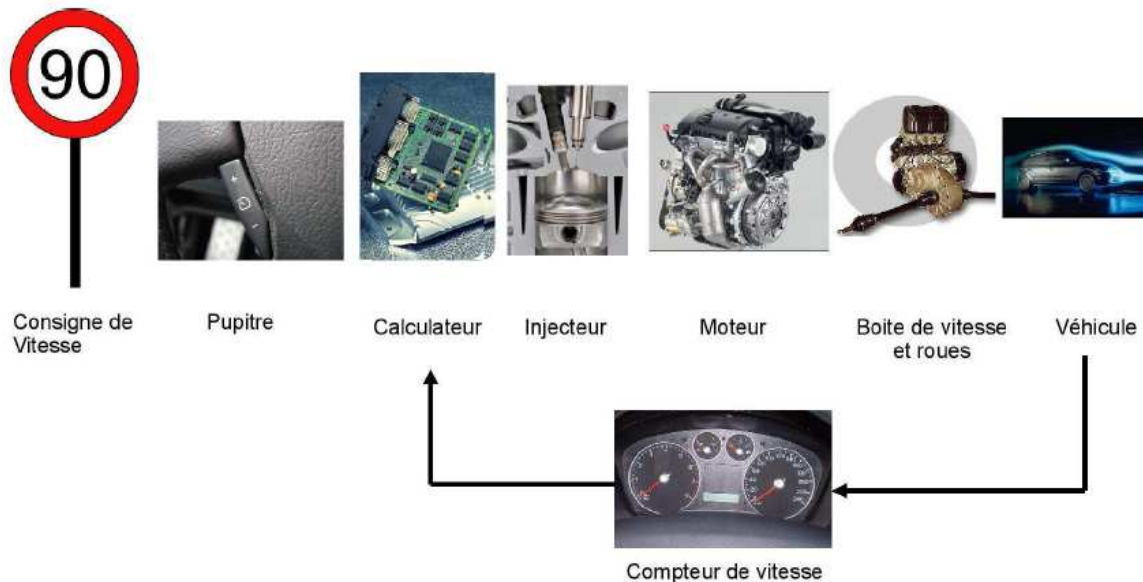 90
Consigne de
Vitesse
Pupitre
Calculateur
Injecteur
Moteur
Boite de vitesse
et roues
Véhicule
Compteur de vitesse